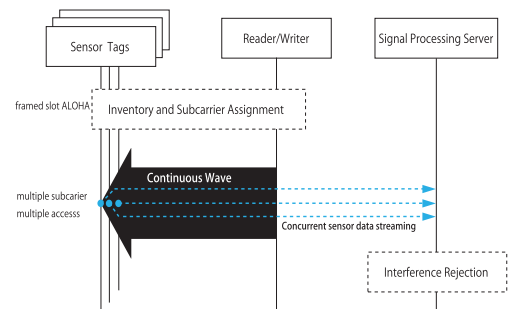 Sensor Tags
Reader/Writer
Signal Processing Server
framed slot ALOHA
Inventory and Subcarrier Assignment
Continuous Wave
multiple subcarier
multiple accesss
Concurrent sensor data streaming
Interference Rejection